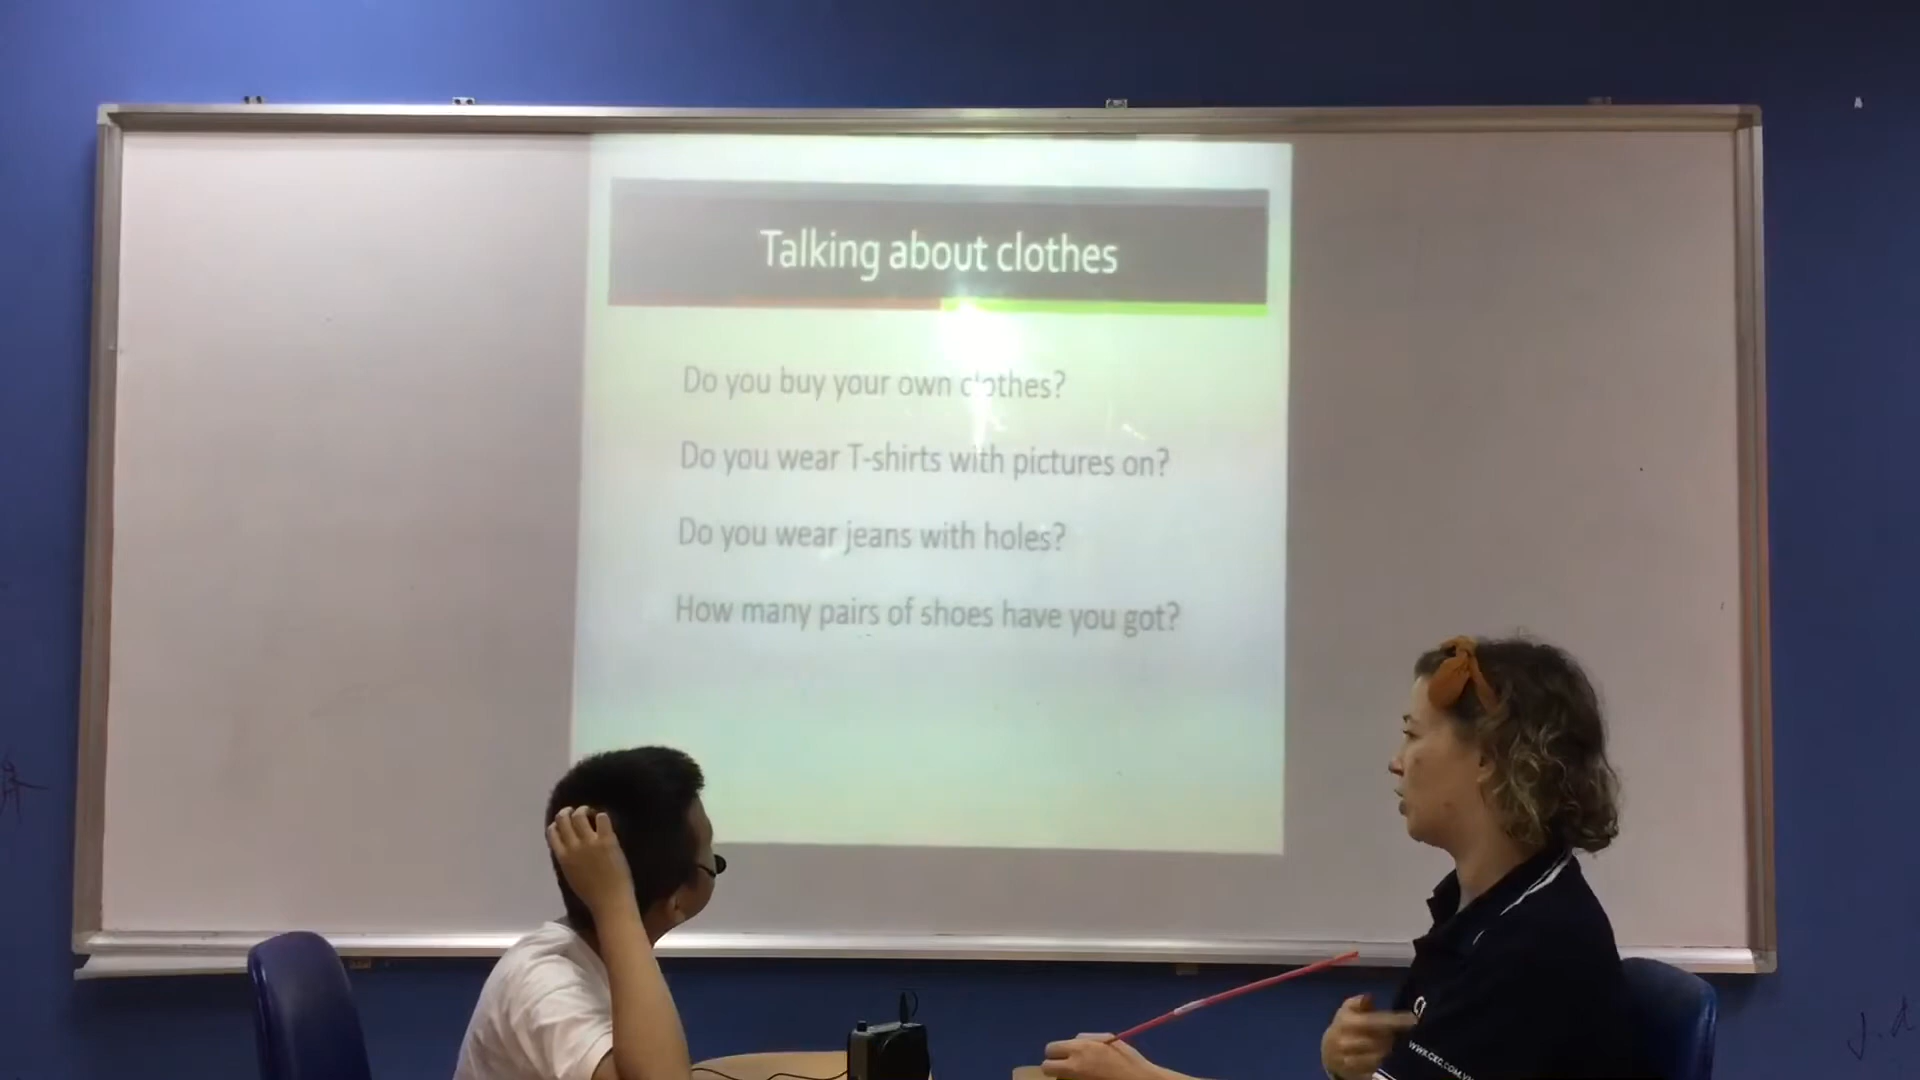 Talking about clothes
Do you buy your own clothes?
Do you wear T-shirts with pictures on?
Do you wear jeans with holes?
How many pairs of shoes have you got?